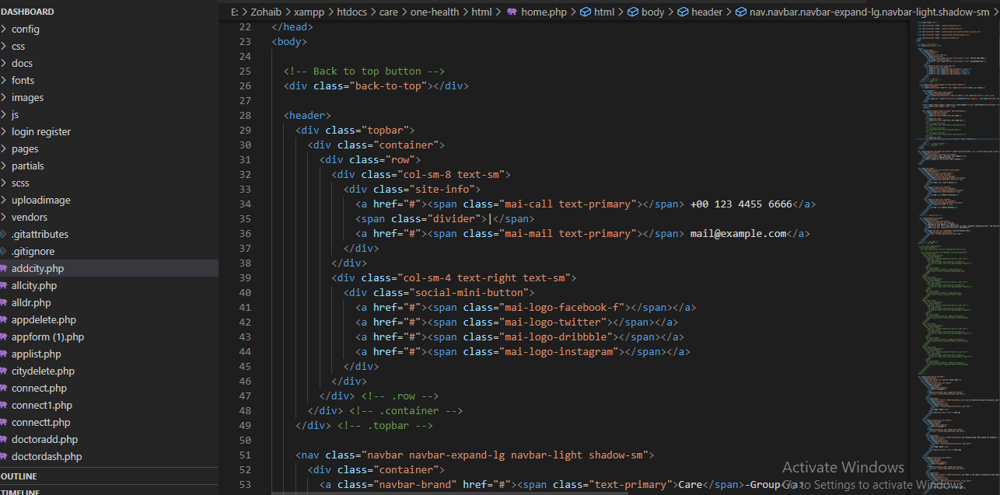 DASHBOARD
config
css
docs
fonts
images
js
login register
pages
partials
scss
uploadimage
vendors
.gitattributes
.gitignore
addcity.php
allcity.php
alldr.php
appdelete.php
appform (1).php
applist.php
citydelete.php
connect.php
connect1.php
connectt.php
doctoradd.php
doctordash.php
OUTLINE
TIMELINE
E: > Zohaib > xampp > htdocs > care > one-health > html > home.php > html > body > header > nav.navbar.navbar-expand-lg.navbar-light.shadow-sm >
22 </head>
23 <body>
24
25 <!-- Back to top button -->
26 <div class="back-to-top"></div>
27
28 <header>
29 <div class="topbar">
30 <div class="container">
31 <div class="row">
32 <div class="col-sm-8 text-sm">
33 <div class="site-info">
34 <a href="#"><span class="mai-call text-primary"></span> +00 123 4455 6666</a>
35 <span class="divider">|</span>
36 <a href="#"><span class="mai-mail text-primary"></span> mail@example.com</a>
37 </div>
38 </div>
39 <div class="col-sm-4 text-right text-sm">
40 <div class="social-mini-button">
41 <a href="#"><span class="mai-logo-facebook-f"></span></a>
42 <a href="#"><span class="mai-logo-twitter"></span></a>
43 <a href="#"><span class="mai-logo-dribbble"></span></a>
44 <a href="#"><span class="mai-logo-instagram"></span></a>
45 </div>
46 </div>
47 </div> <!-- .row -->
48 </div> <!-- .container -->
49 </div> <!-- .topbar -->
50
51 <nav class="navbar navbar-expand-lg navbar-light shadow-sm">
52 <div class="container">
53 <a class="navbar-brand" href="#"><span class="text-primary">Care</span>-Group</a>
Activate Windows
Go to Settings to activate Windows.